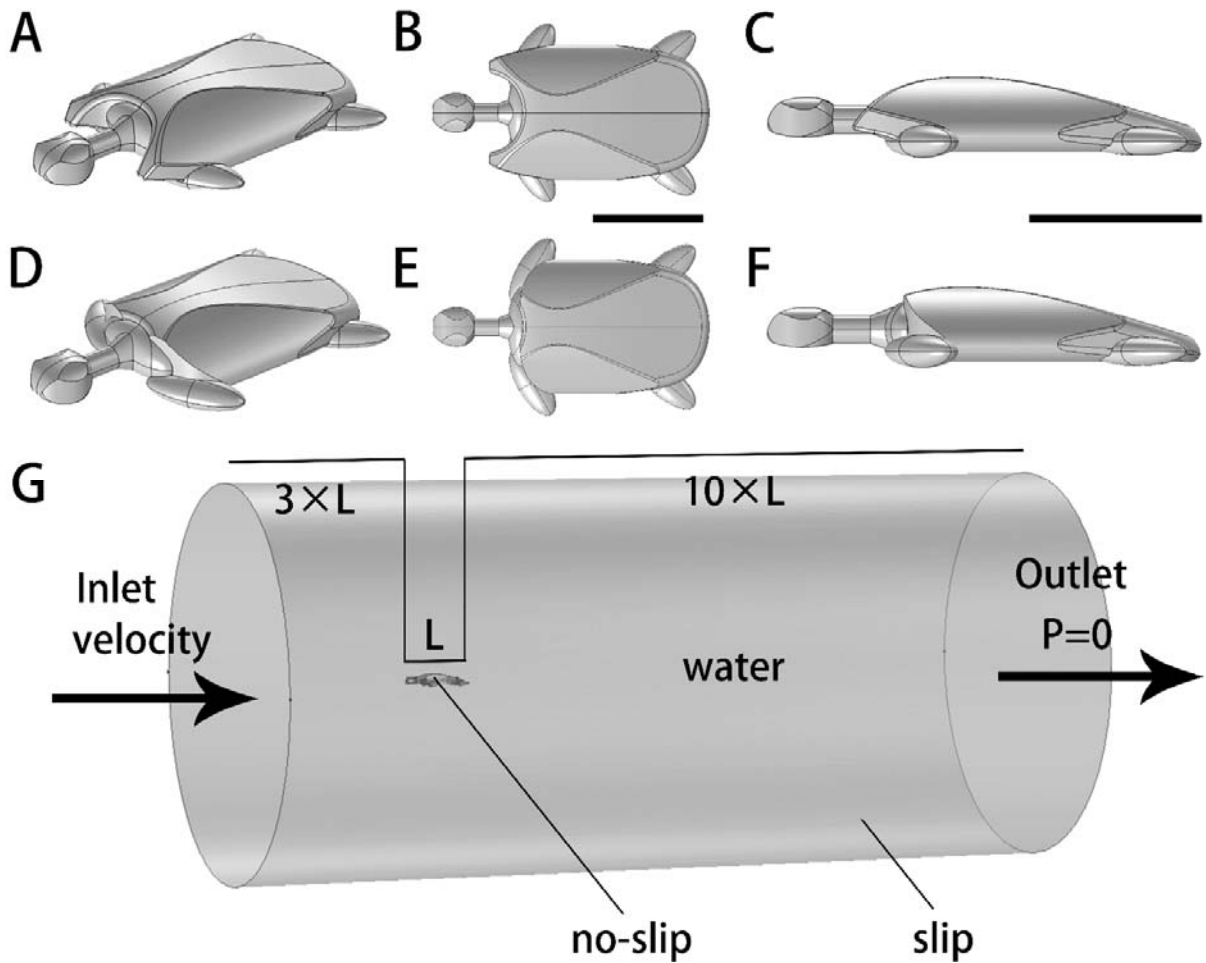 A
B
C
D
E
F
G
3×L
10×L
Inlet
velocity
L
water
Outlet
P=0
no-slip
slip